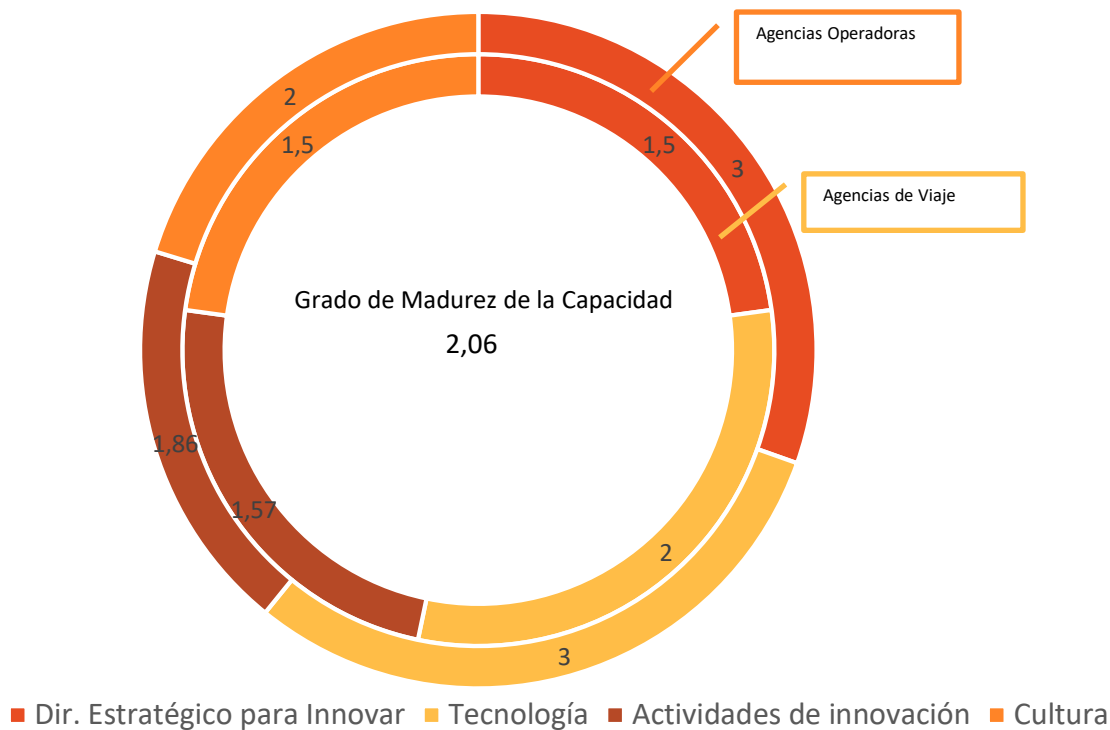 Agencias Operadoras
2
1,5
1,5
3
Agencias de Viaje
Grado de Madurez de la Capacidad
2,06
1,86
1,57
2
3
Dir. Estratégico para Innovar Tecnología Actividades de innovación Cultura